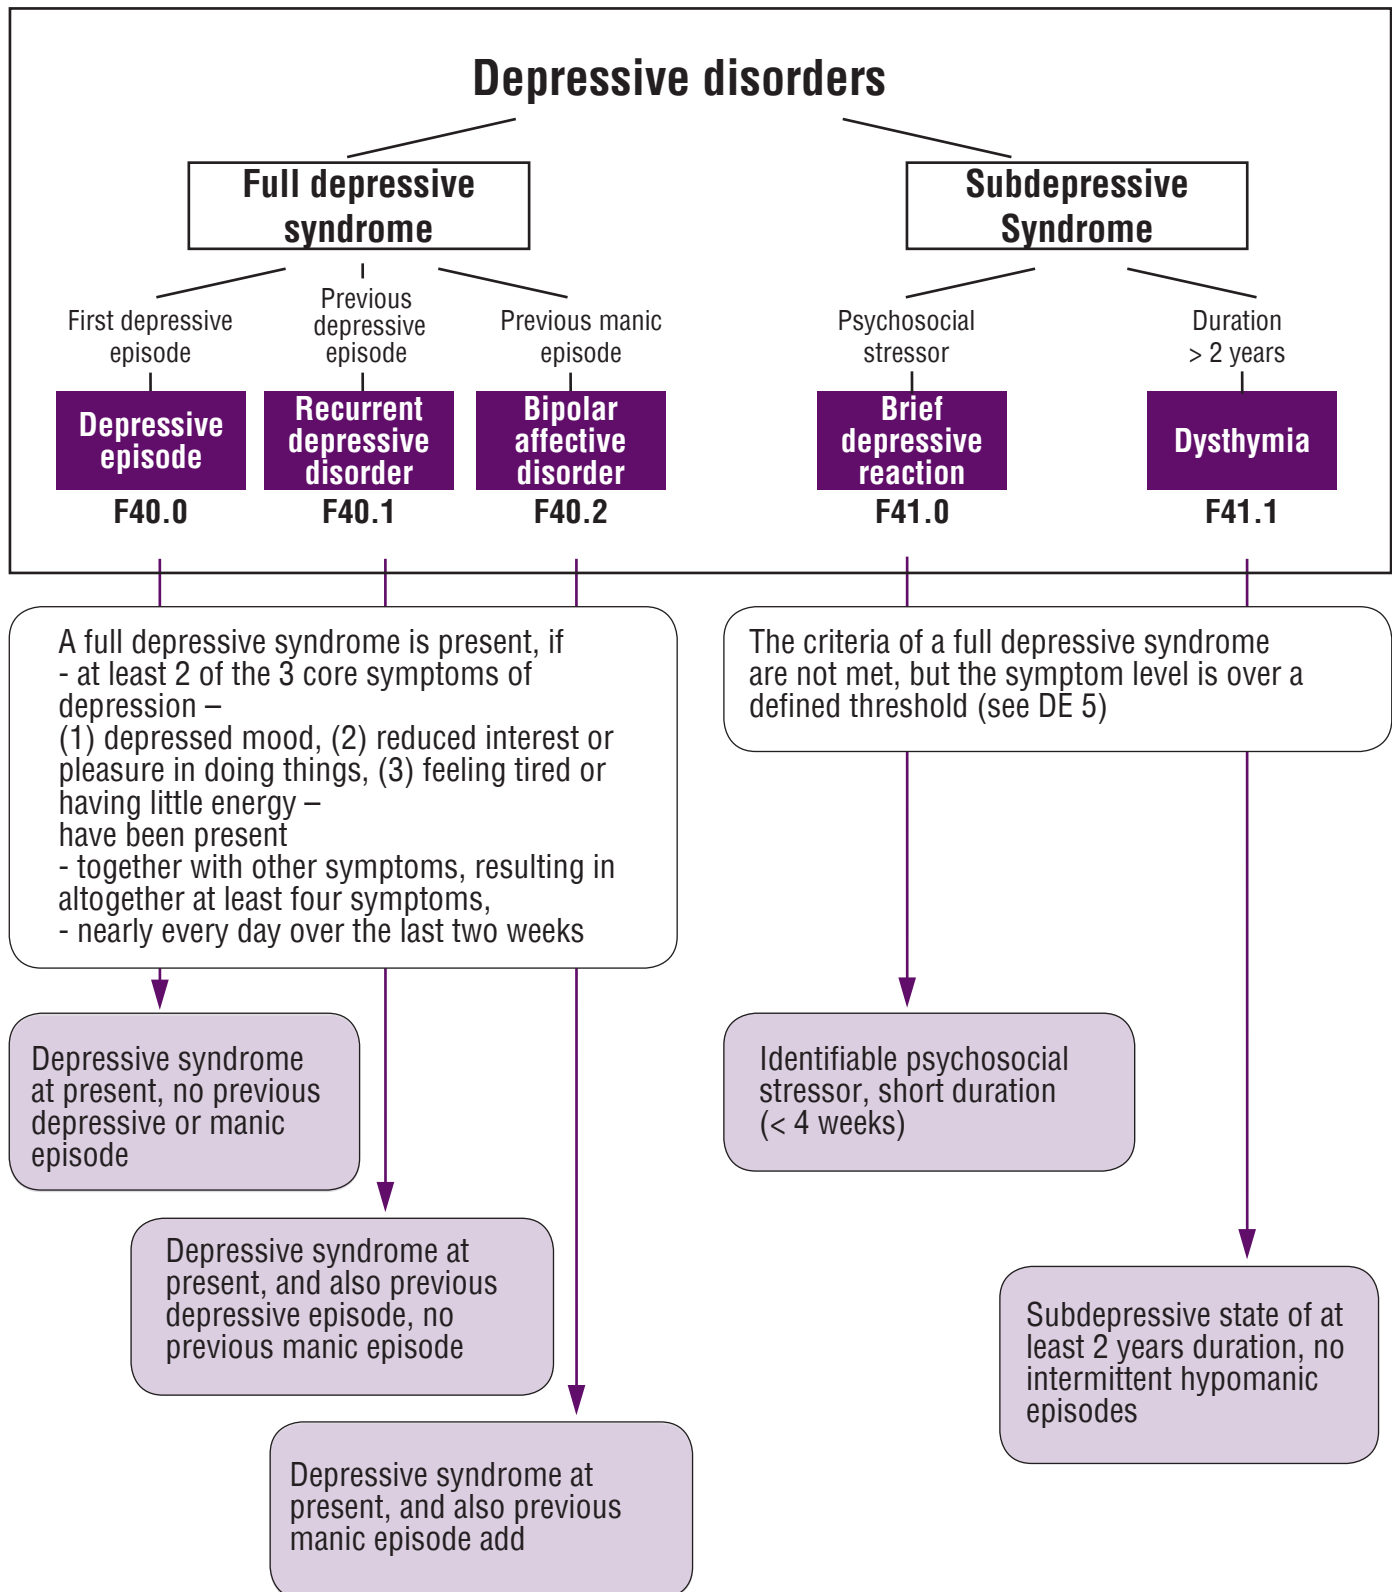 Depressive disorders
Full depressive
syndrome
Subdepressive
Syndrome
First depressive
episode
Previous
depressive
episode
Previous manic
episode
Psychosocial
stressor
Duration
> 2 years
Depressive
episode
Recurrent
depressive
disorder
Bipolar
affective
disorder
Brief
depressive
reaction
Dysthymia
F40.0
F40.1
F40.2
F41.0
F41.1
A full depressive syndrome is present, if
- at least 2 of the 3 core symptoms of
depression –
(1) depressed mood, (2) reduced interest or
pleasure in doing things, (3) feeling tired or
having little energy –
have been present
- together with other symptoms, resulting in
altogether at least four symptoms,
- nearly every day over the last two weeks
The criteria of a full depressive syndrome
are not met, but the symptom level is over a
defined threshold (see DE 5)
Depressive syndrome
at present, no previous
depressive or manic
episode
Identifiable psychosocial
stressor, short duration
(< 4 weeks)
Depressive syndrome at
present, and also previous
depressive episode, no
previous manic episode
Subdepressive state of at
least 2 years duration, no
intermittent hypomanic
episodes
Depressive syndrome at
present, and also previous
manic episode add